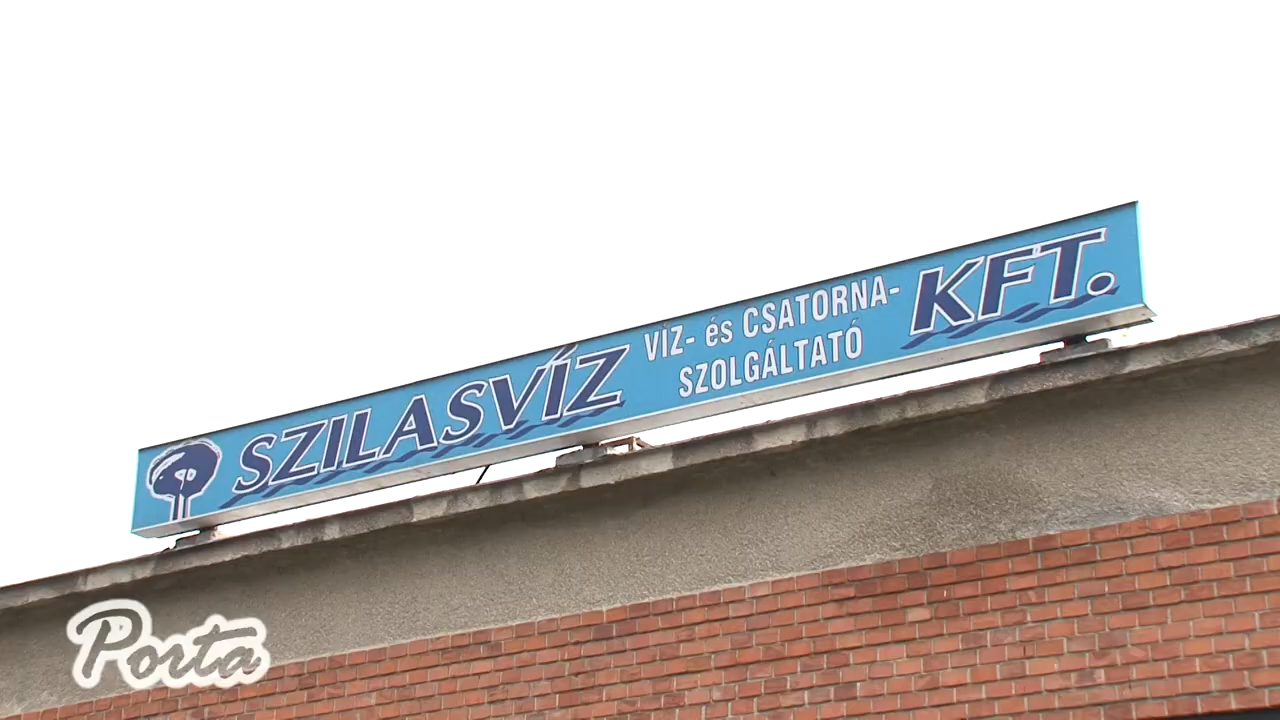 SZILASVÍZ
VÍZ- és CSATORNA-
SZOLGÁLTATÓ
KFT.
Porta